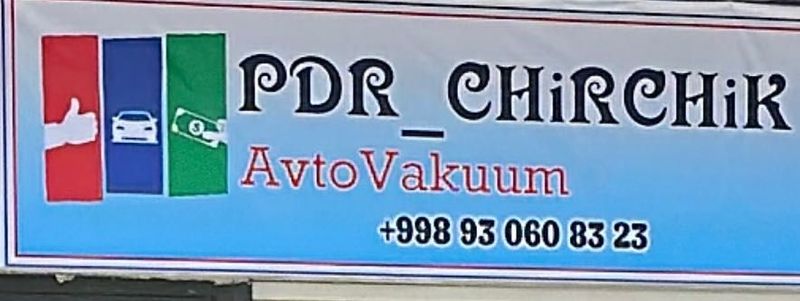 PDR_CHiRCHiK
AvtoVakuum
+998 93 060 83 23